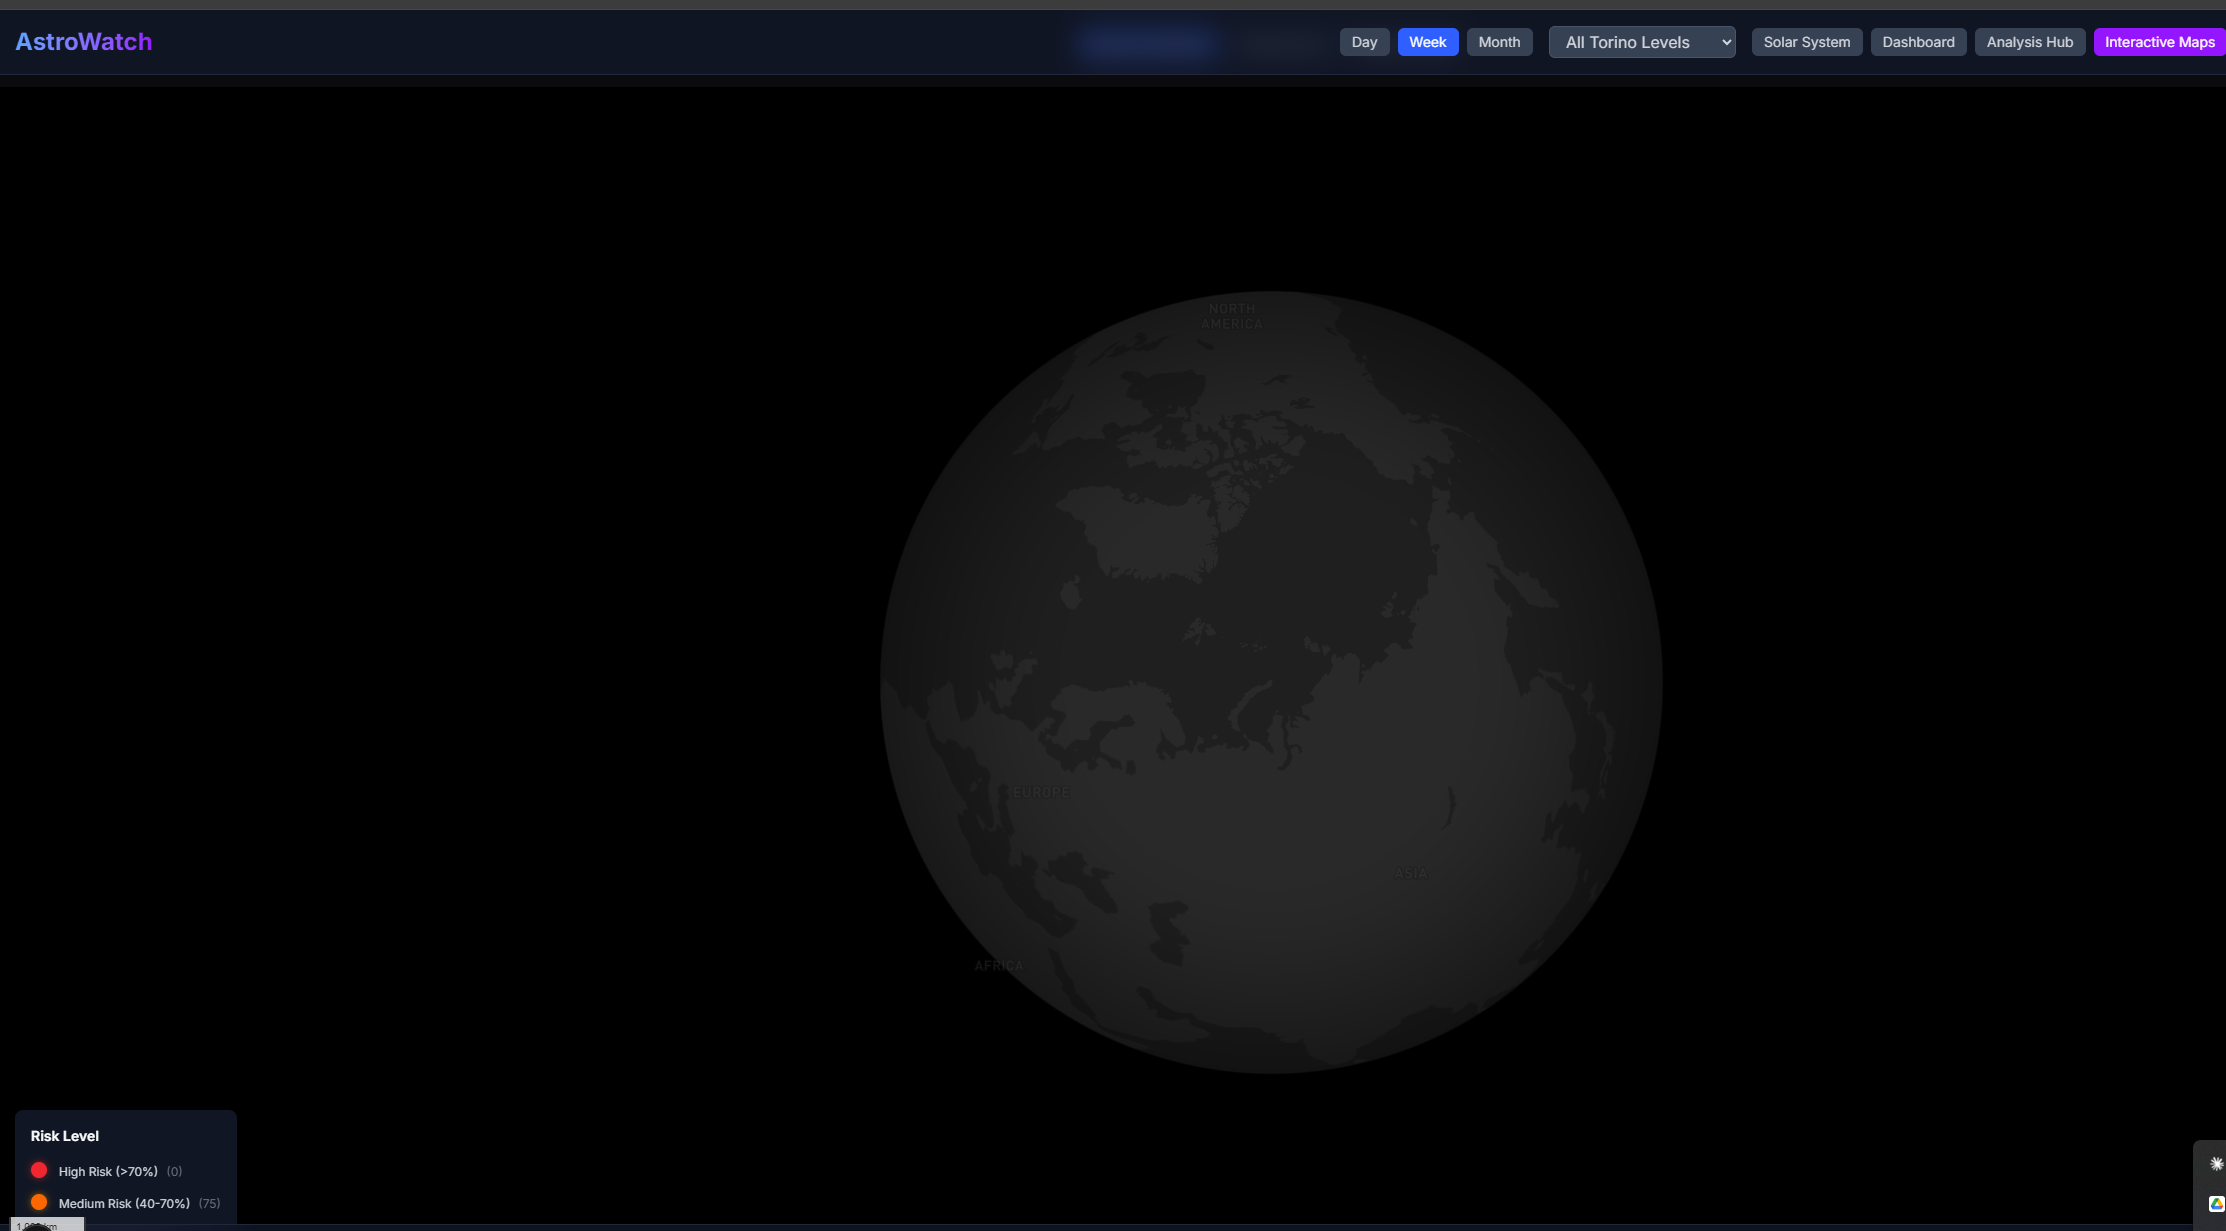 AstroWatch
Day
Week
Month
All Torino Levels
Solar System
Dashboard
Analysis Hub
Interactive Maps
NORTH
AMERICA
EUROPE
ASIA
AFRICA
Risk Level
High Risk (>70%) (0)
Medium Risk (40-70%) (75)